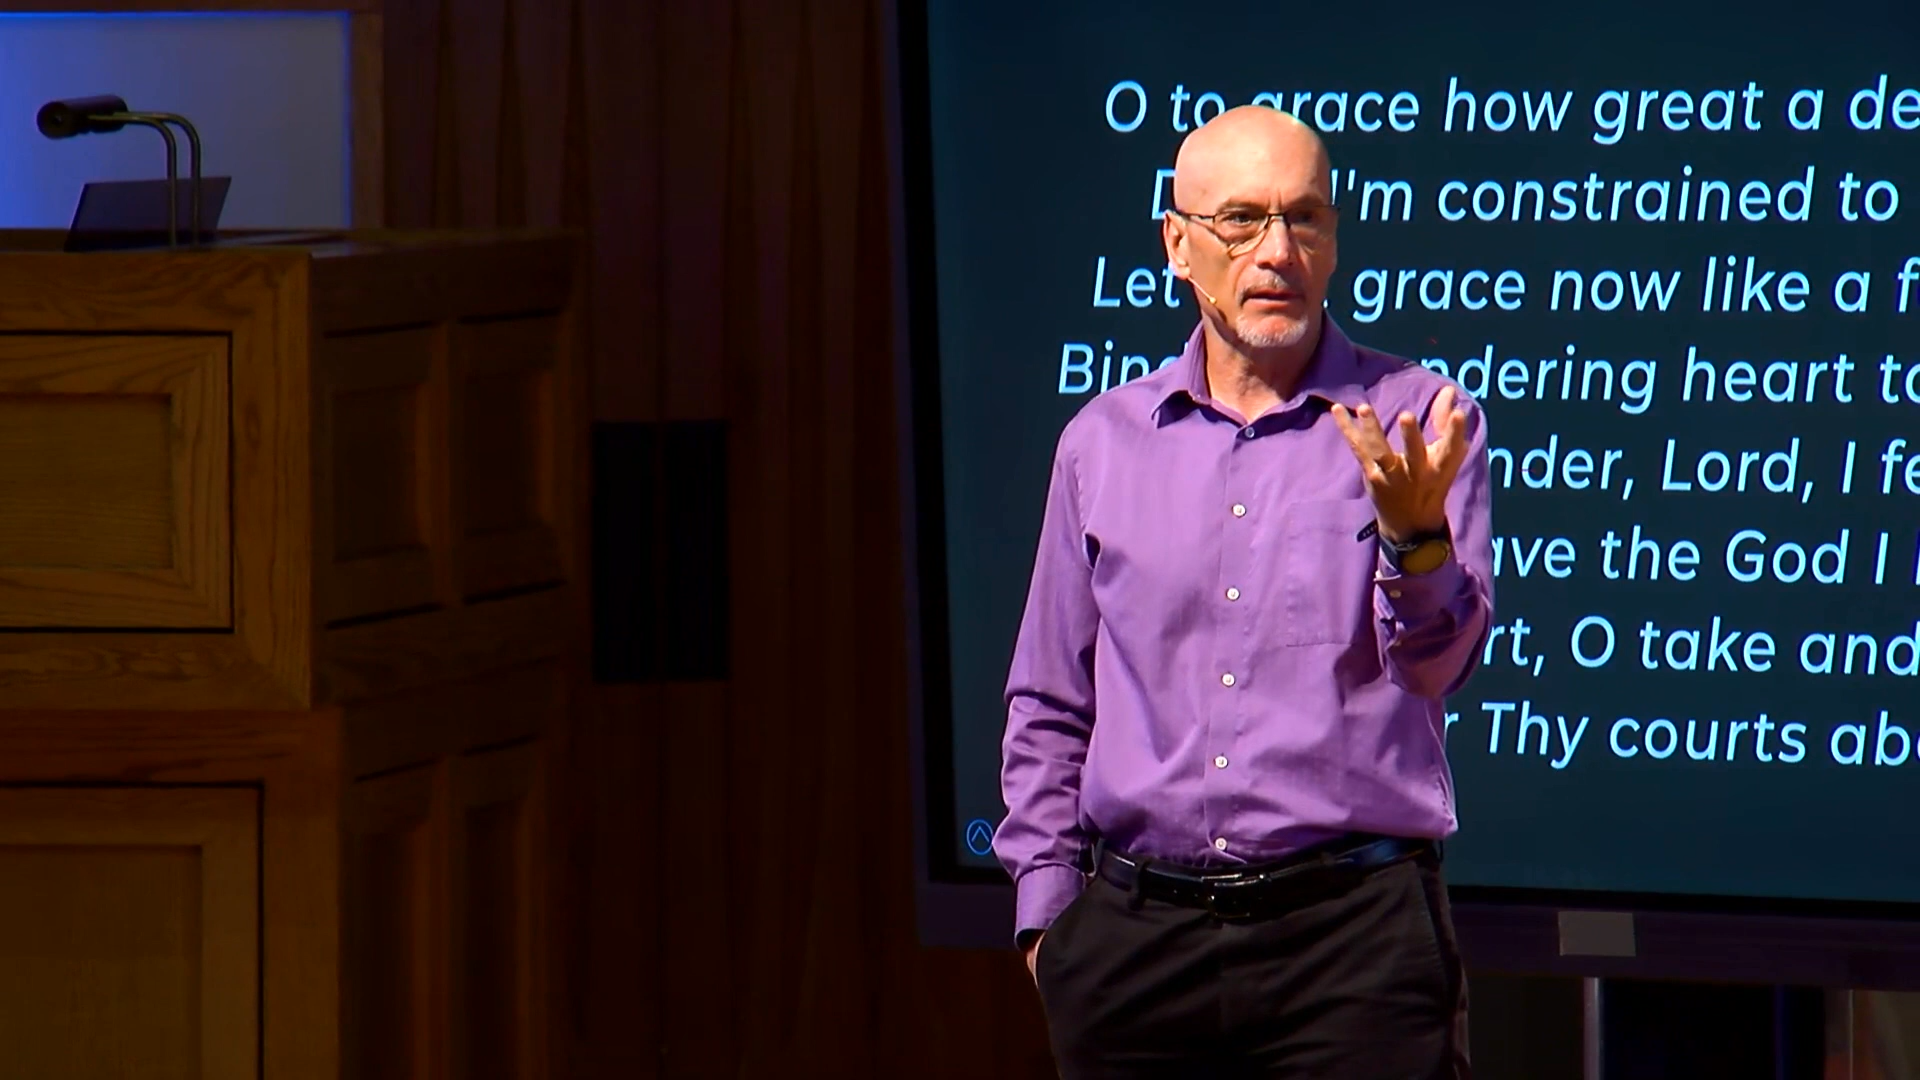 O to grace how great a de
I'm constrained to
Let grace now like a f
Bin ndering heart to
nder, Lord, I fe
ave the God I
rt, O take and
r Thy courts abo